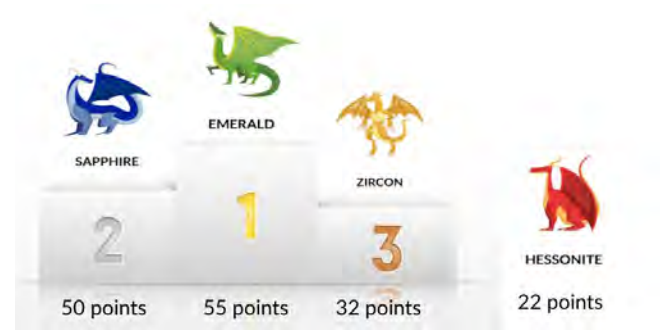 EMERALD
SAPPHIRE
ZIRCON
1
2
3
HESSONITE
50 points
55 points
32 points
22 points